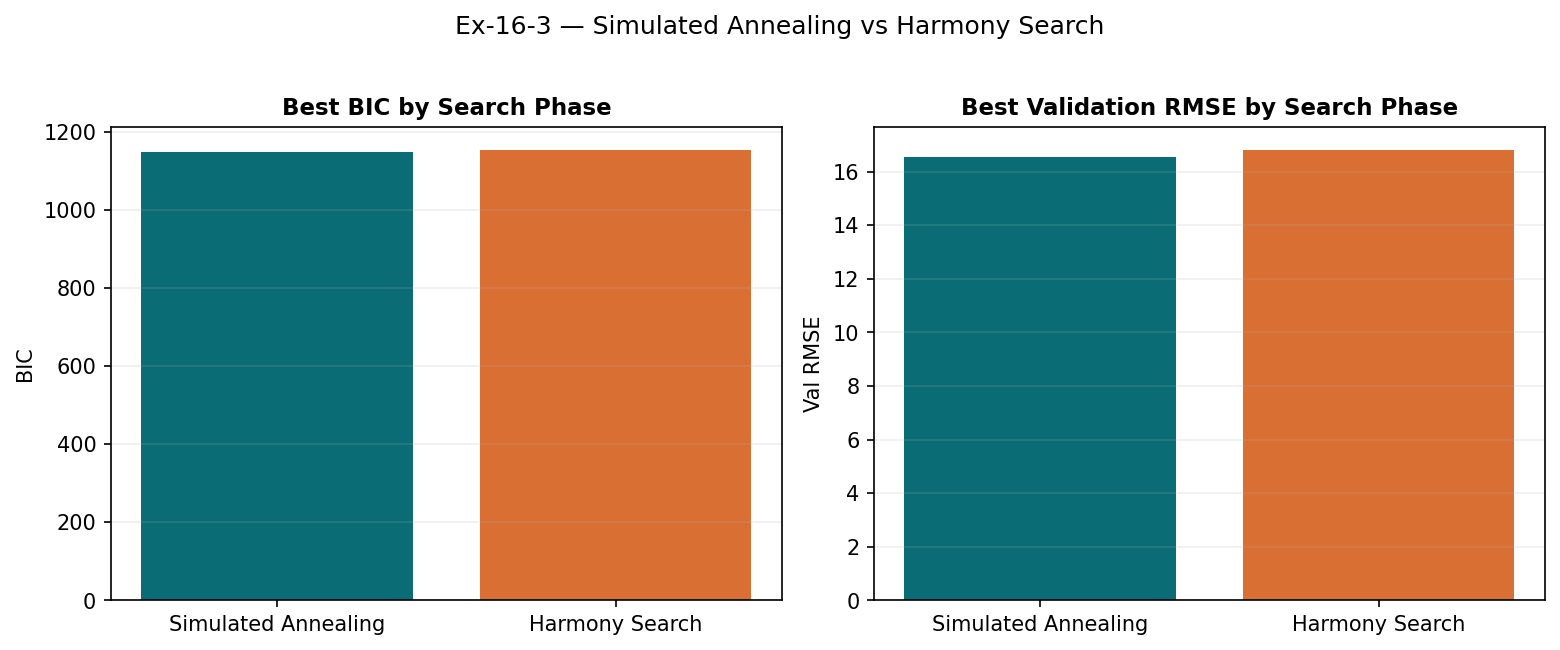 Ex-16-3 — Simulated Annealing vs Harmony Search
Best BIC by Search Phase
1200
1000
800
600
400
200
0
BIC
Simulated Annealing
Harmony Search
Best Validation RMSE by Search Phase
16
14
12
10
8
6
4
2
0
Val RMSE
Simulated Annealing
Harmony Search